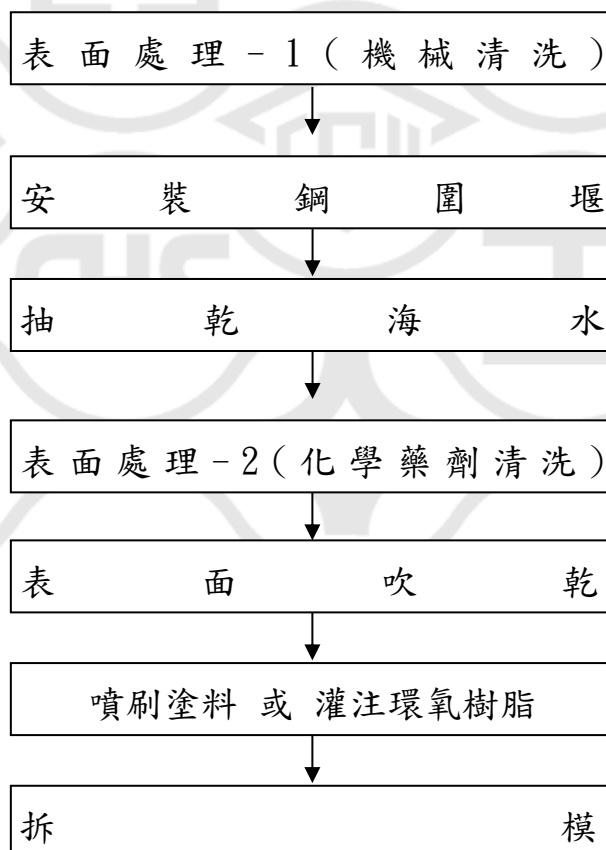 表面處理-1(機械清洗)
安裝鋼圍堰
抽乾海水
表面處理-2(化學藥劑清洗)
表面吹乾
噴刷塗料 或 灌注環氧樹脂
拆模